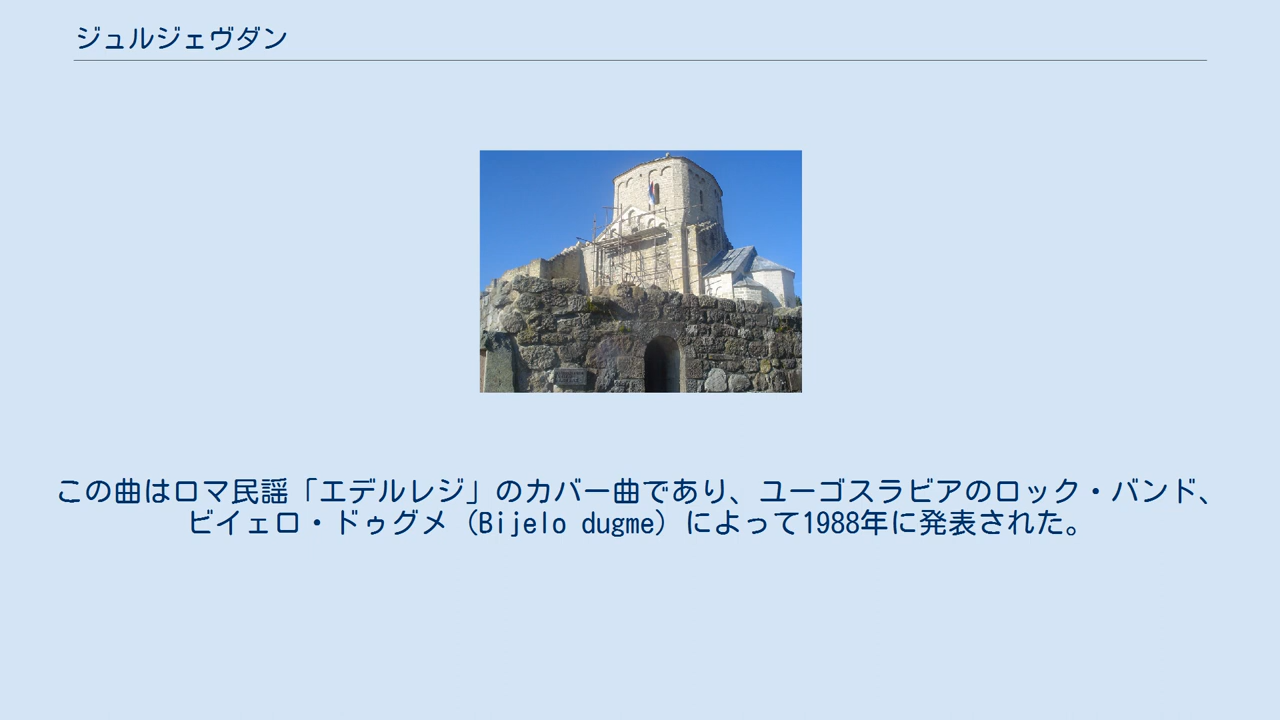 ジュルジェヴダン
この曲はロマ民謡「エデルレジ」のカバー曲であり、ユーゴスラビアのロック・バンド、
ビイェロ・ドゥグメ（Bijelo dugme）によって1988年に発表された。